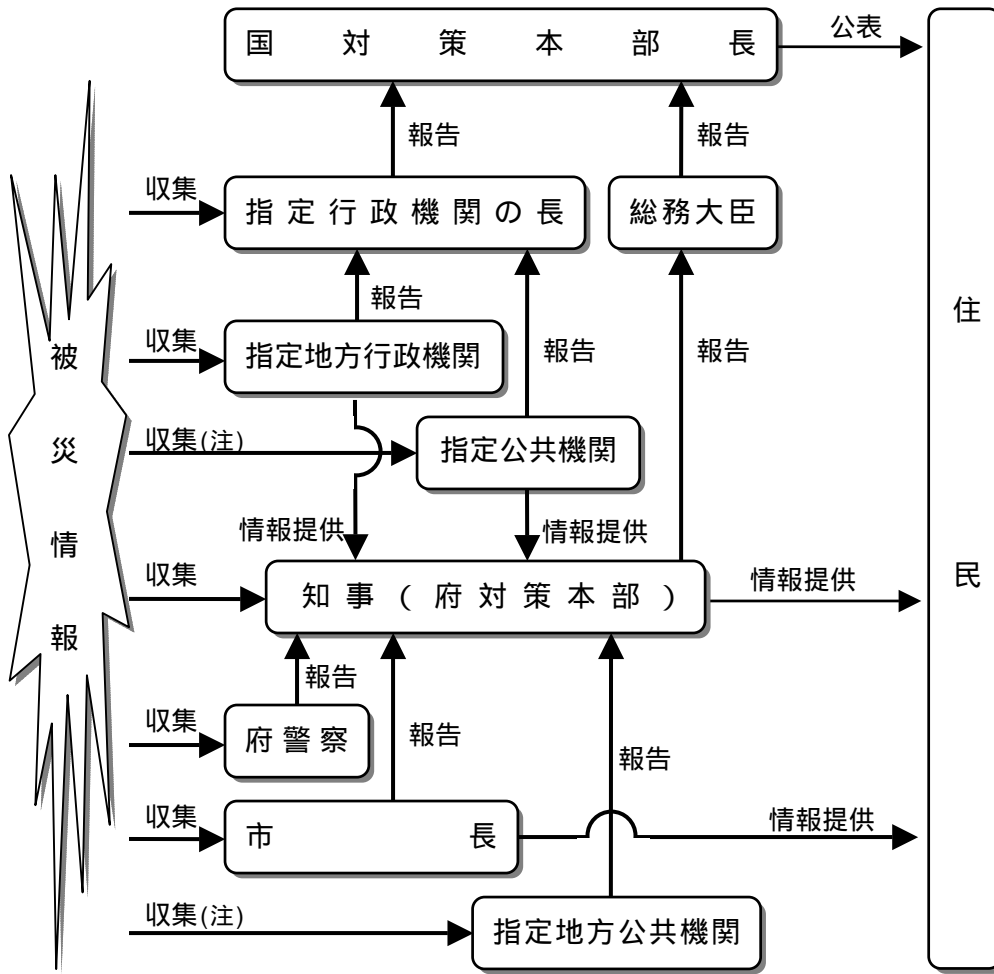 国対策本部長
公表
報告
報告
収集
指定行政機関の長
総務大臣
報告
収集
指定地方行政機関
報告
報告
収集(注)
指定公共機関
情報提供
情報提供
収集
知事(府対策本部)
情報提供
報告
収集
府警察
報告
報告
収集
市長
情報提供
収集(注)
指定地方公共機関
被災情報
住民